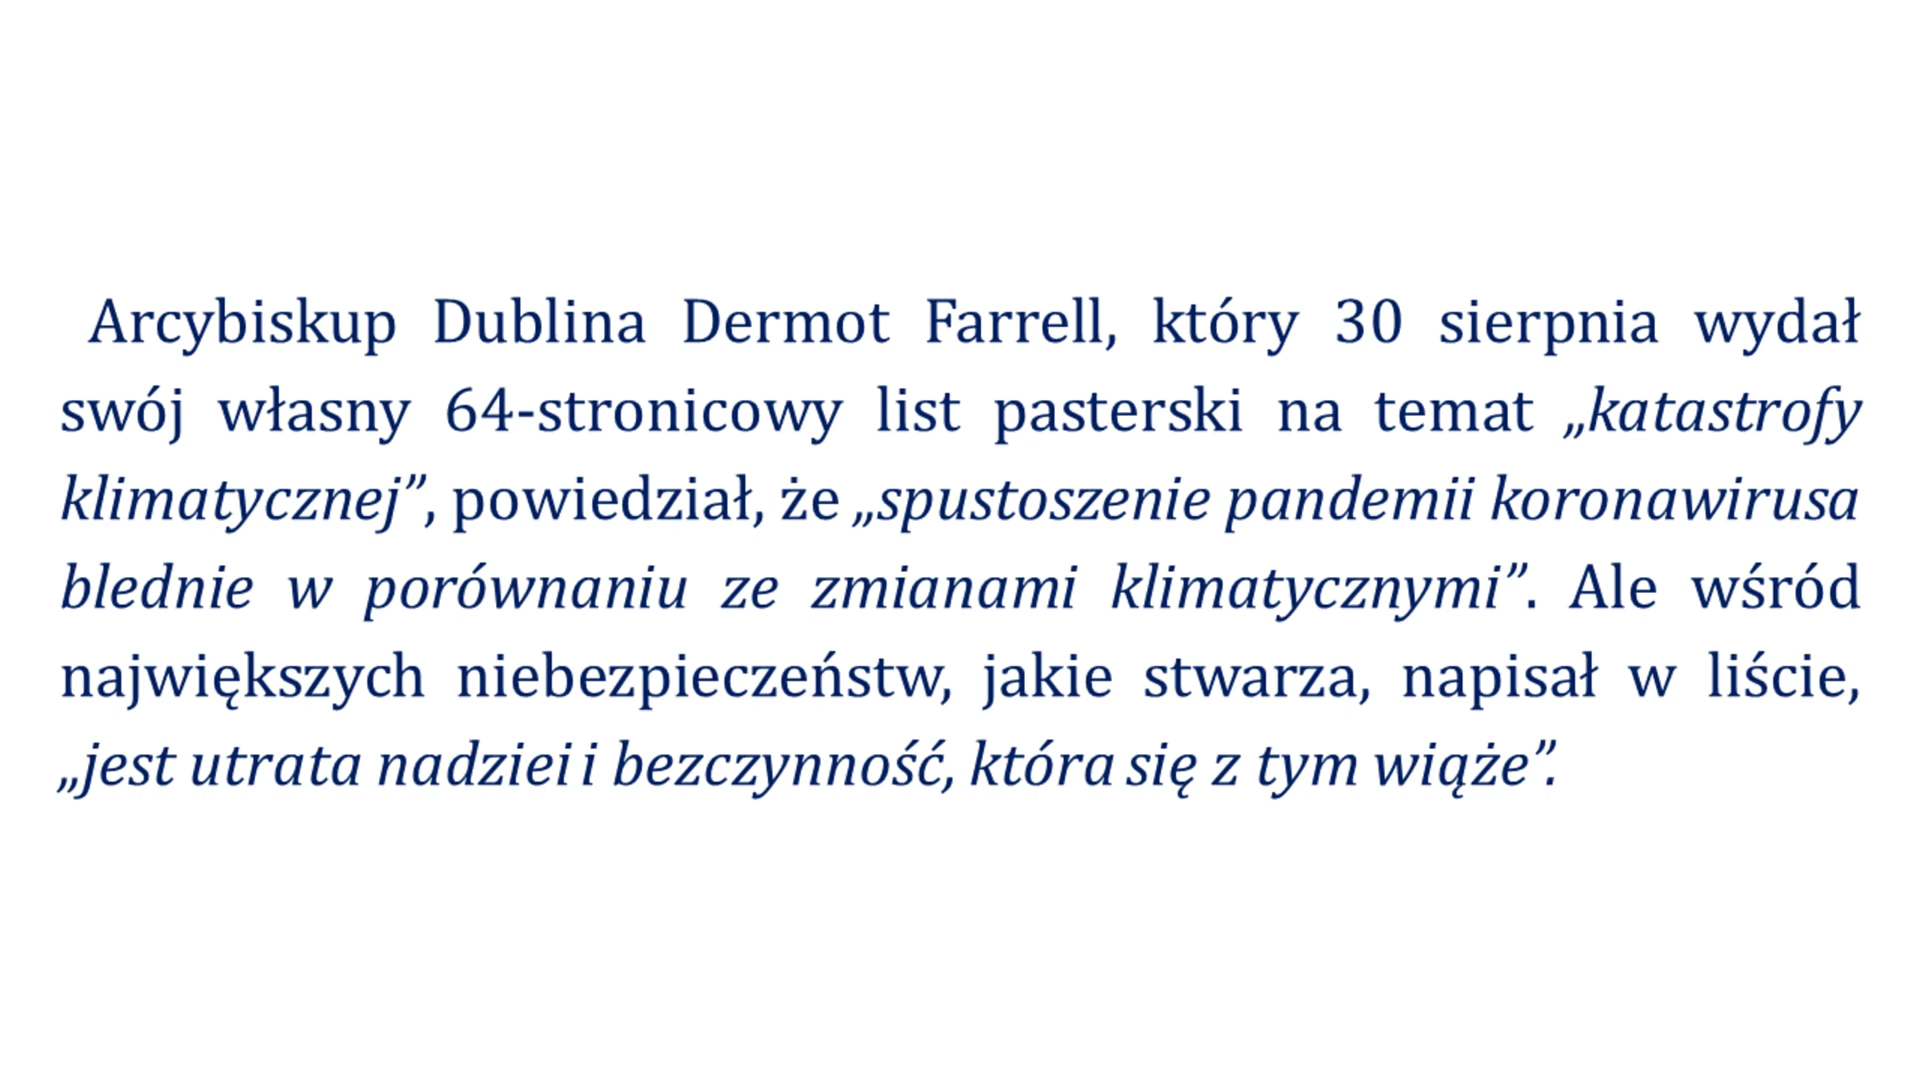 Arcybiskup Dublina Dermot Farrell, który 30 sierpnia wydał
swój własny 64-stronicowy list pasterski na temat „katastrofy
klimatycznej”, powiedział, że „spustoszenie pandemii koronawirusa
blednie w porównaniu ze zmianami klimatycznymi”. Ale wśród
największych niebezpieczeństw, jakie stwarza, napisał w liście,
„jest utrata nadziei i bezczynność, która się z tym wiąże”.